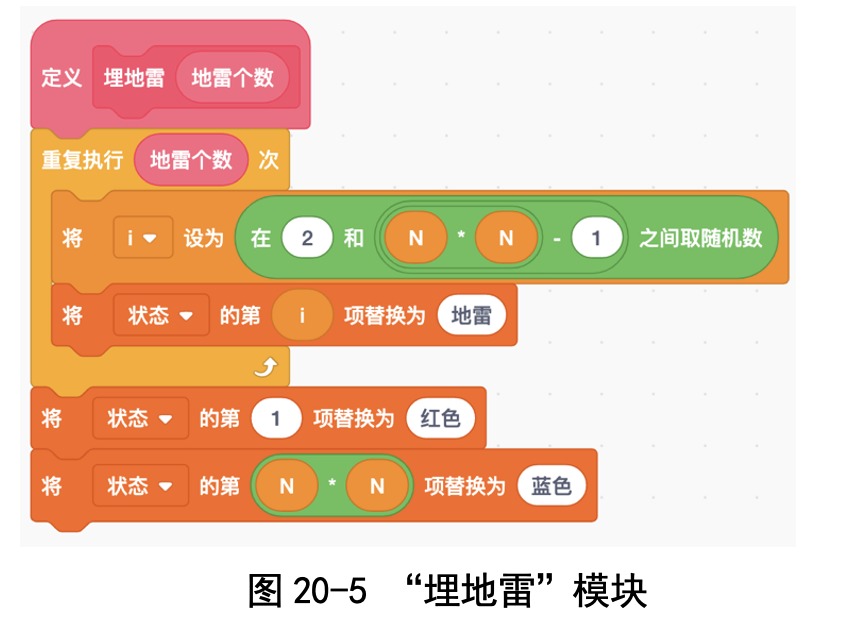 定义 埋地雷 地雷个数
重复执行 地雷个数 次
将 i 设为 在 2 和 N * N - 1 之间取随机数
将 状态 的第 i 项替换为 地雷
将 状态 的第 1 项替换为 红色
将 状态 的第 N * N 项替换为 蓝色
图 20-5 “埋地雷”模块